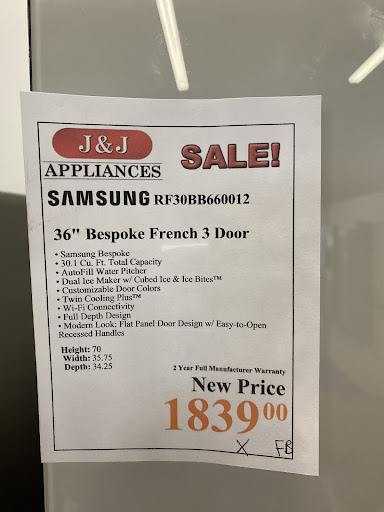 J&J
APPLIANCES
SALE!
SAMSUNG RF30BB660012
36" Bespoke French 3 Door
• Samsung Bespoke
• 30.1 Cu. Ft. Total Capacity
• AutoFill Water Pitcher
• Dual Ice Maker w/ Cubed Ice & Ice Bites™
• Customizable Door Colors
• Twin Cooling Plus™
• Wi-Fi Connectivity
• Full Depth Design
• Modern Look: Flat Panel Door Design w/ Easy-to-Open
Recessed Handles
Height: 70
Width: 35.75
Depth: 34.25
2 Year Full Manufacturer Warranty
New Price
1839 00
X FB